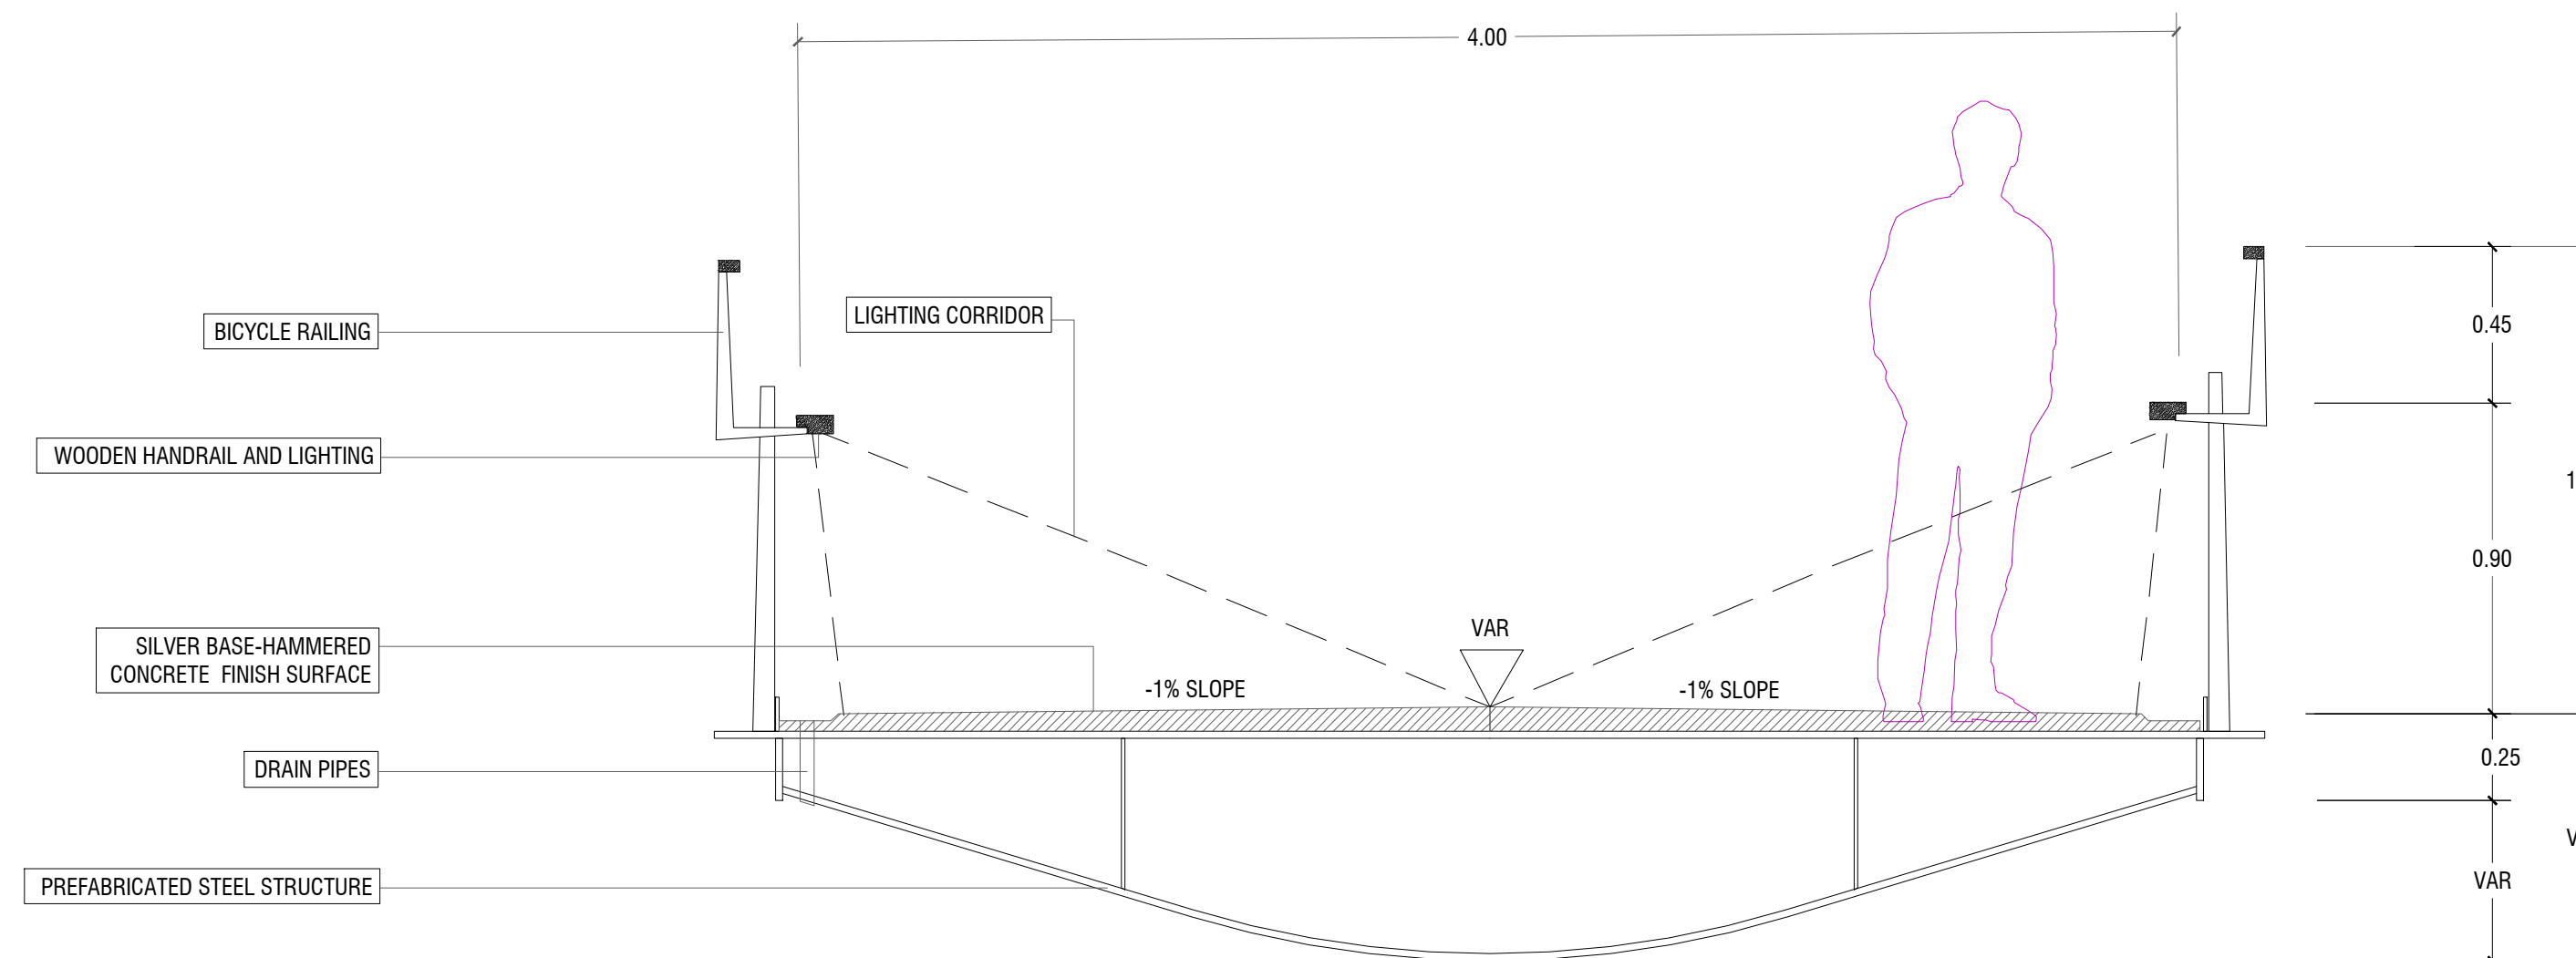 4.00
BICYCLE RAILING
LIGHTING CORRIDOR
0.45
WOODEN HANDRAIL AND LIGHTING
0.90
VAR
SILVER BASE-HAMMERED
CONCRETE FINISH SURFACE
-1% SLOPE
-1% SLOPE
DRAIN PIPES
0.25
PREFABRICATED STEEL STRUCTURE
VAR